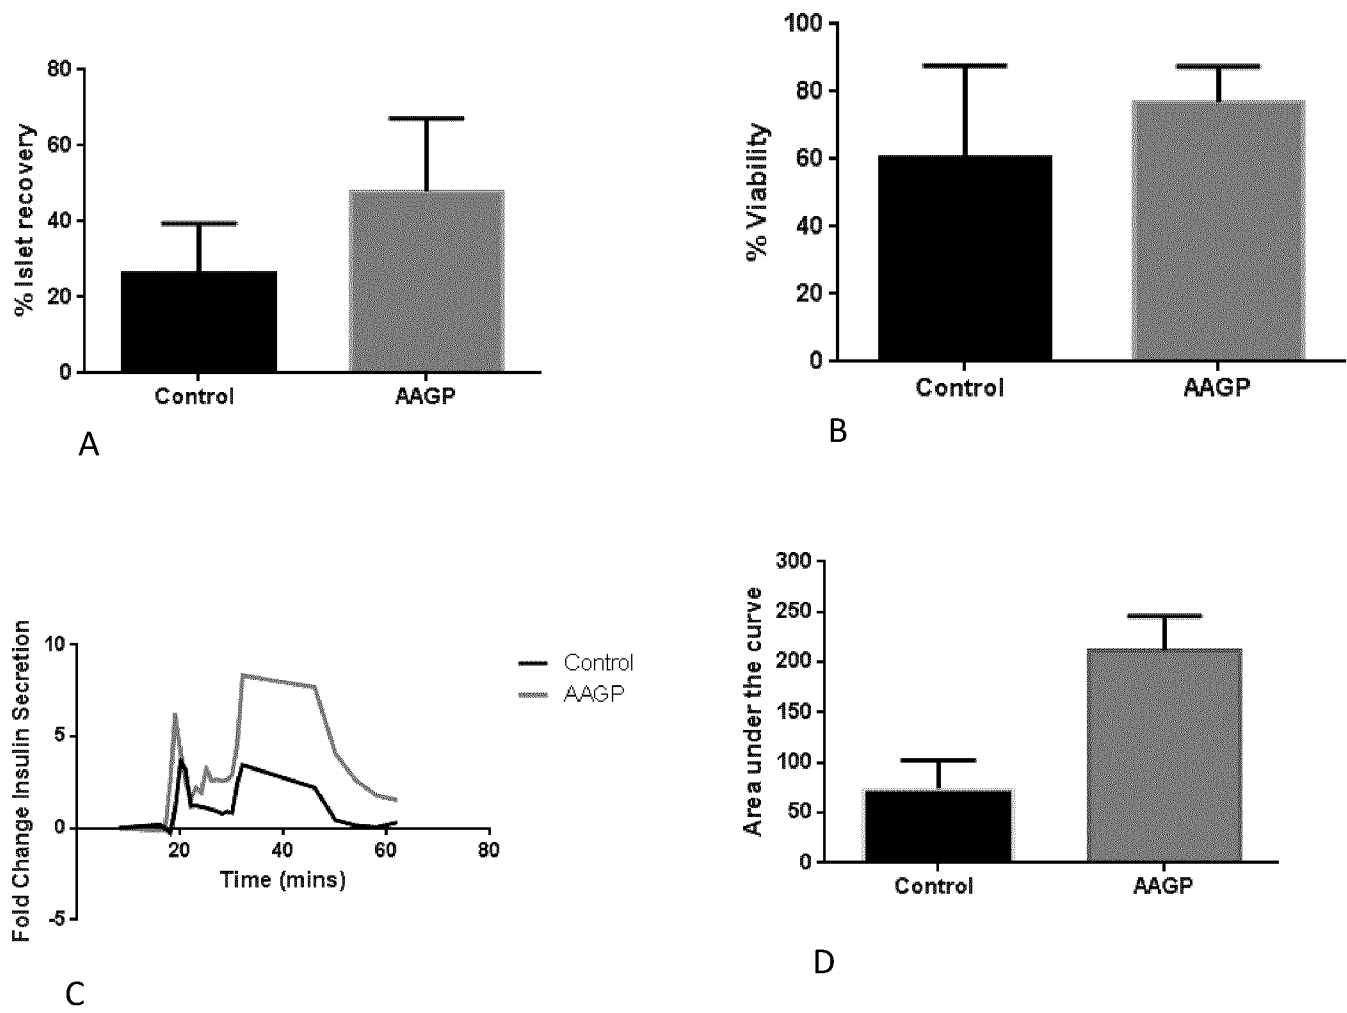 % Islet recovery
80
60
40
20
0
Control
AAGP
A
% Viability
100
80
60
40
20
0
Control
AAGP
B
Fold Change Insulin Secretion
10
5
0
-5
20
40
60
80
Time (mins)
Control
AAGP
C
Area under the curve
300
250
200
150
100
50
0
Control
AAGP
D